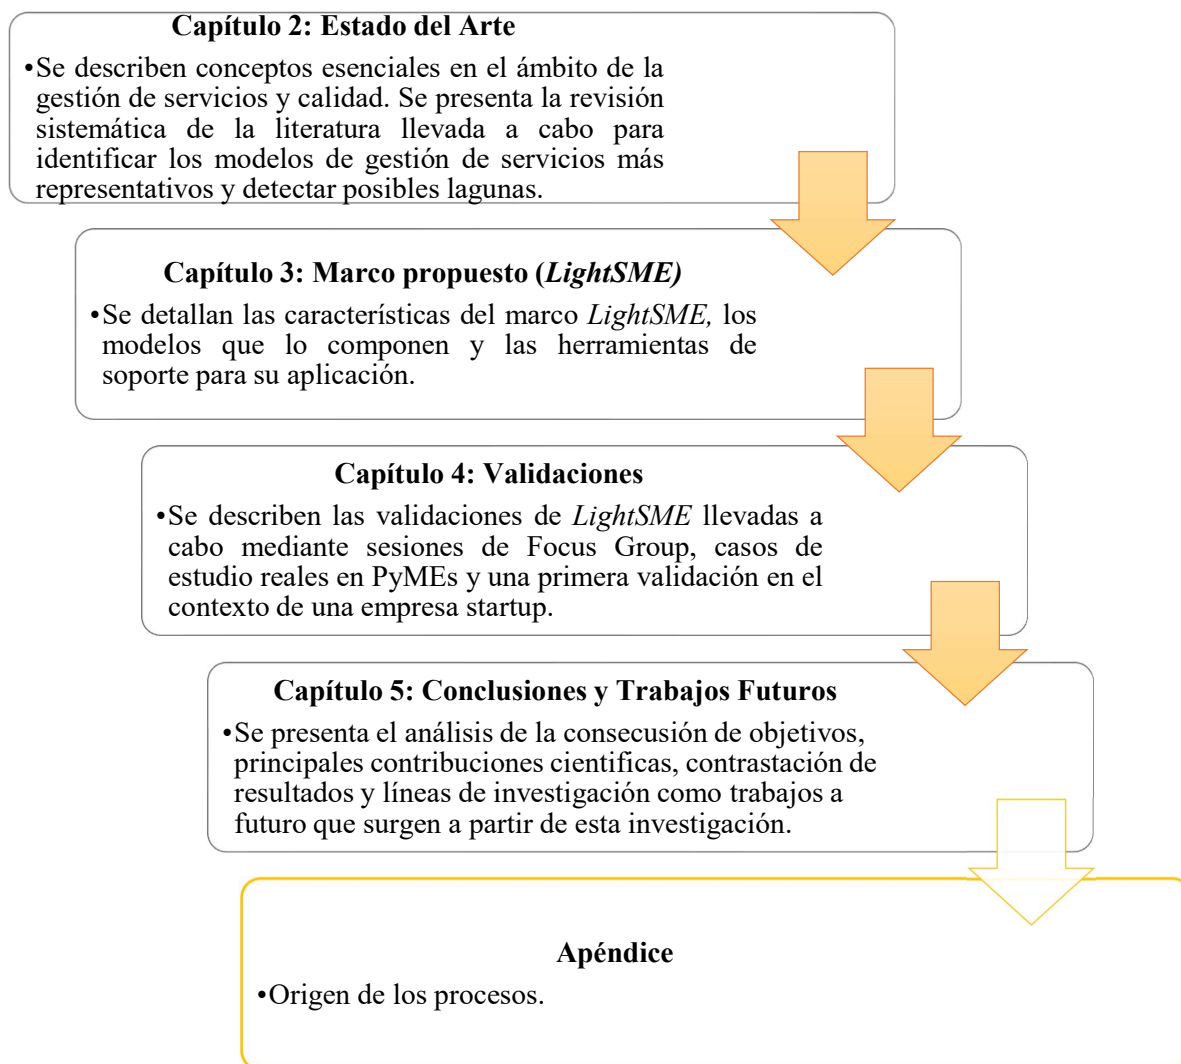 Capítulo 2: Estado del Arte
•Se describen conceptos esenciales en el ámbito de la
gestión de servicios y calidad. Se presenta la revisión
sistemática de la literatura llevada a cabo para
identificar los modelos de gestión de servicios más
representativos y detectar posibles lagunas.
Capítulo 3: Marco propuesto (LightSME)
•Se detallan las características del marco LightSME, los
modelos que lo componen y las herramientas de
soporte para su aplicación.
Capítulo 4: Validaciones
•Se describen las validaciones de LightSME llevadas a
cabo mediante sesiones de Focus Group, casos de
estudio reales en PyMEs y una primera validación en el
contexto de una empresa startup.
Capítulo 5: Conclusiones y Trabajos Futuros
•Se presenta el análisis de la consecusión de objetivos,
principales contribuciones cientificas, contrastación de
resultados y líneas de investigación como trabajos a
futuro que surgen a partir de esta investigación.
Apéndice
•Origen de los procesos.